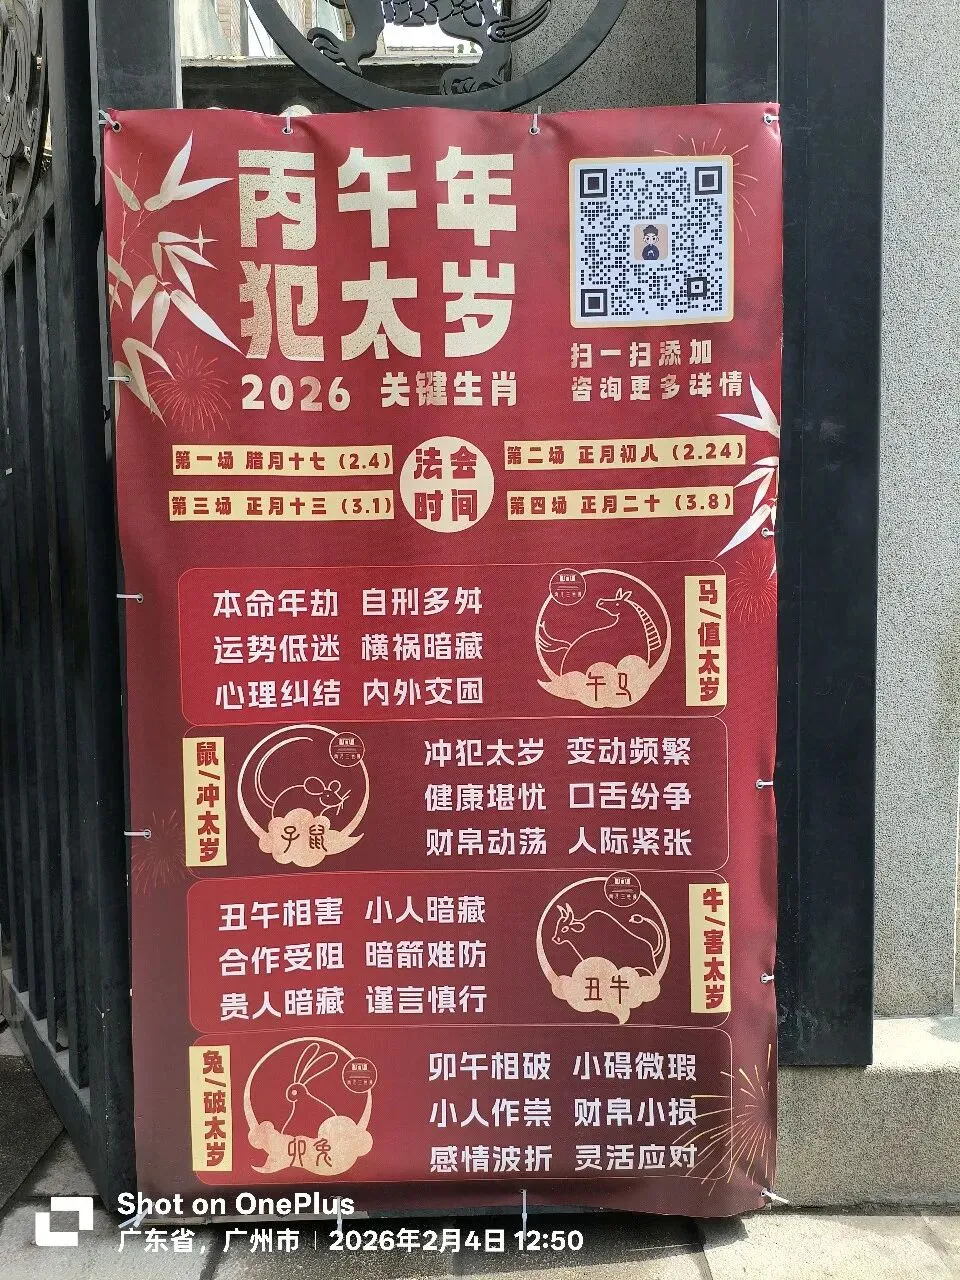 丙午年
犯太岁
2026 关键生肖
扫一扫添加
咨询更多详情
第一场 腊月十七（2.4）
第二场 正月初八（2.24）
法会
时间
第三场 正月十三（3.1）
第四场 正月二十（3.8）
本命年劫 自刑多舛
运势低迷 横祸暗藏
心理纠结 内外交困
午马
马/值太岁
鼠/冲太岁
子鼠
冲犯太岁 变动频繁
健康堪忧 口舌纷争
财帛动荡 人际紧张
丑午相害 小人暗藏
合作受阻 暗箭难防
贵人暗藏 谨言慎行
丑牛
牛/害太岁
兔/破太岁
卯兔
卯午相破 小碍微瑕
小人作祟 财帛小损
感情波折 灵活应对
Shot on OnePlus
广东省，广州市 | 2026年2月4日 12:50